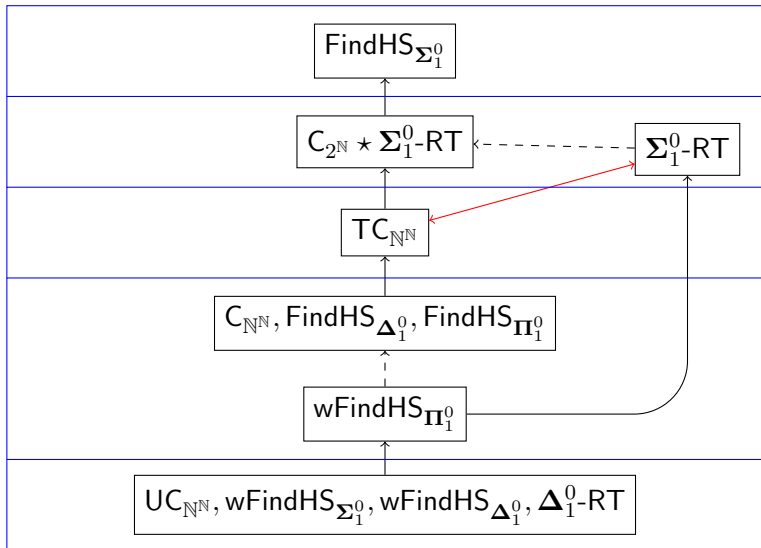 FindHS_{𝚺^0_1}
C_{2^ℕ} ⋆ 𝚺^0_1-RT
𝚺^0_1-RT
TC_{ℕ^ℕ}
C_{ℕ^ℕ}, FindHS_{𝚫^0_1}, FindHS_{𝚷^0_1}
wFindHS_{𝚷^0_1}
UC_{ℕ^ℕ}, wFindHS_{𝚺^0_1}, wFindHS_{𝚫^0_1}, 𝚫^0_1-RT